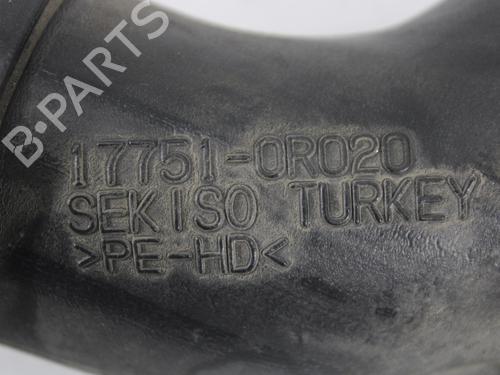 B-PARTS
17751-0R020
SEKISO TURKEY
>PE-HD<